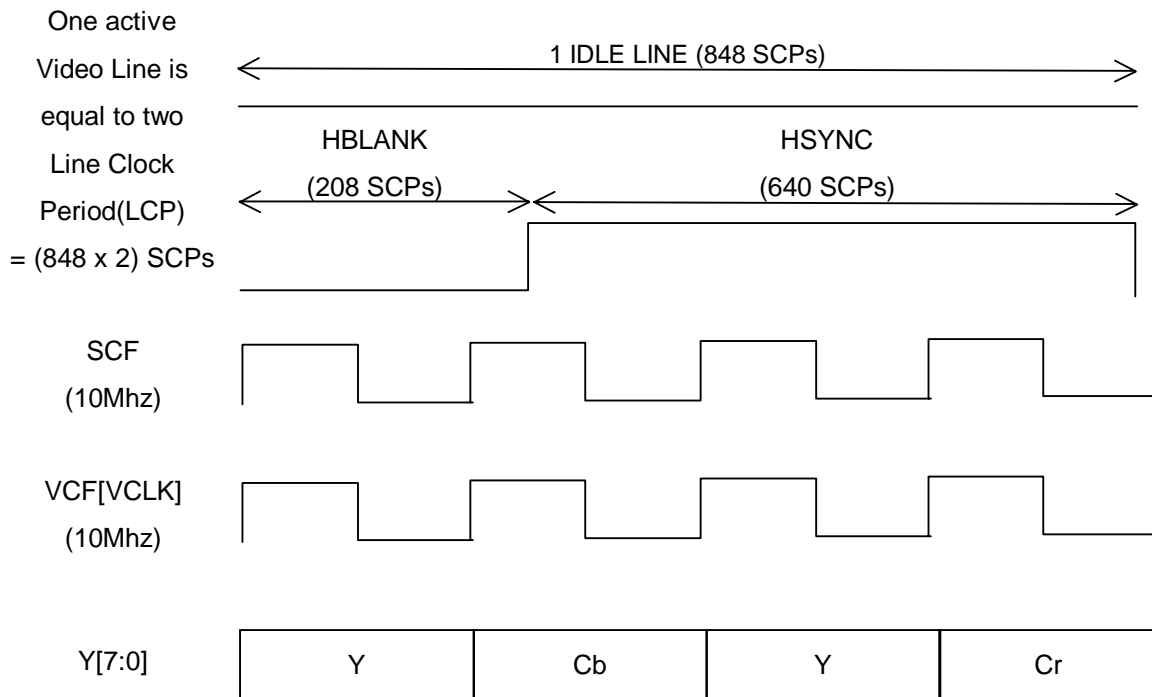 One active
Video Line is
equal to two
Line Clock
Period(LCP)
= (848 x 2) SCPs
1 IDLE LINE (848 SCPs)
HBLANK
(208 SCPs)
HSYNC
(640 SCPs)
SCF
(10Mhz)
VCF[VCLK]
(10Mhz)
Y[7:0]
Y
Cb
Y
Cr